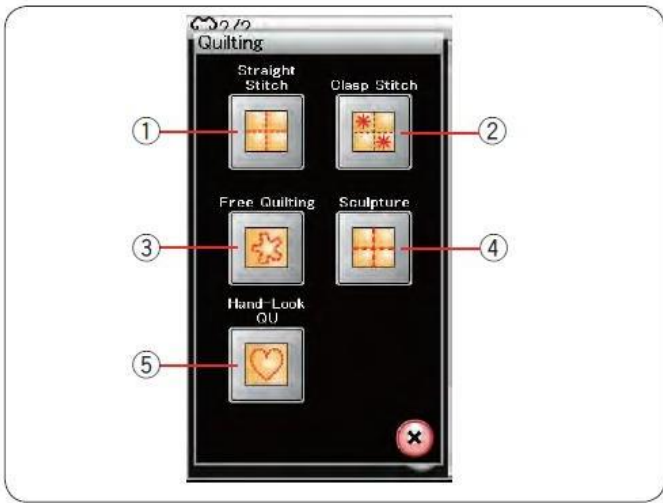 2/2
Quilting
Straight
Stitch
Clasp Stitch
① ②
Free Quilting Sculpture
③ ④
Hand-Look
QU
⑤